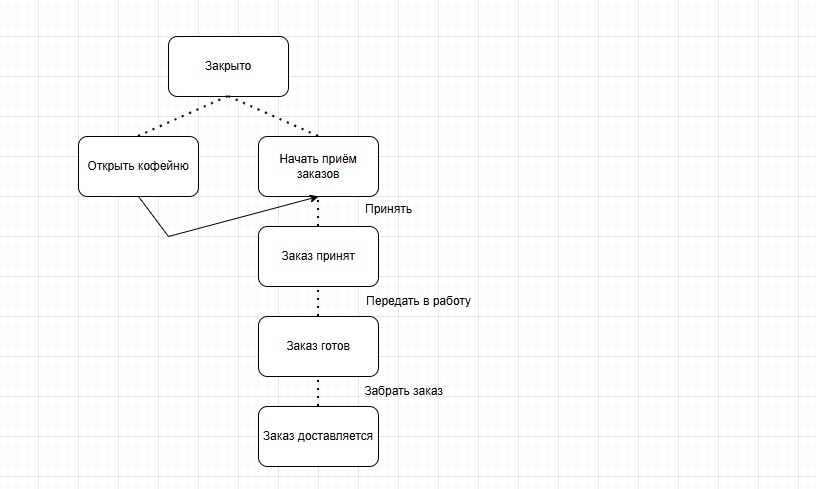 Закрыто
Открыть кофейню
Начать приём
заказов
Принять
Заказ принят
Передать в работу
Заказ готов
Забрать заказ
Заказ доставляется